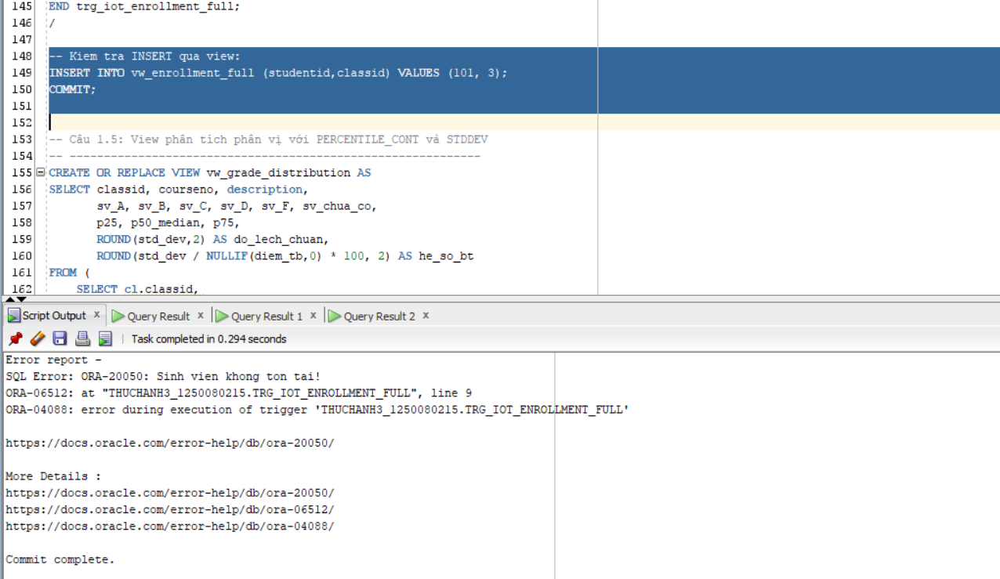 145 END trg_iot_enrollment_full;
146 /
147
148 -- Kiem tra INSERT qua view:
149 INSERT INTO vw_enrollment_full (studentid,classid) VALUES (101, 3);
150 COMMIT;
151
152
153 -- Câu 1.5: View phân tích phân vị với PERCENTILE_CONT và STDDEV
154 -- ------------------------------------------------------------
155 CREATE OR REPLACE VIEW vw_grade_distribution AS
156 SELECT classid, courseno, description,
157 sv_A, sv_B, sv_C, sv_D, sv_F, sv_chua_co,
158 p25, p50_median, p75,
159 ROUND(std_dev,2) AS do_lech_chuan,
160 ROUND(std_dev / NULLIF(diem_tb,0) * 100, 2) AS he_so_bt
161 FROM (
162 SELECT cl.classid,
Script Output x Query Result x Query Result 1 x Query Result 2 x
Task completed in 0.294 seconds
Error report -
SQL Error: ORA-20050: Sinh vien khong ton tai!
ORA-06512: at "THUCHANH3_1250080215.TRG_IOT_ENROLLMENT_FULL", line 9
ORA-04088: error during execution of trigger 'THUCHANH3_1250080215.TRG_IOT_ENROLLMENT_FULL'
https://docs.oracle.com/error-help/db/ora-20050/
More Details :
https://docs.oracle.com/error-help/db/ora-20050/
https://docs.oracle.com/error-help/db/ora-06512/
https://docs.oracle.com/error-help/db/ora-04088/
Commit complete.